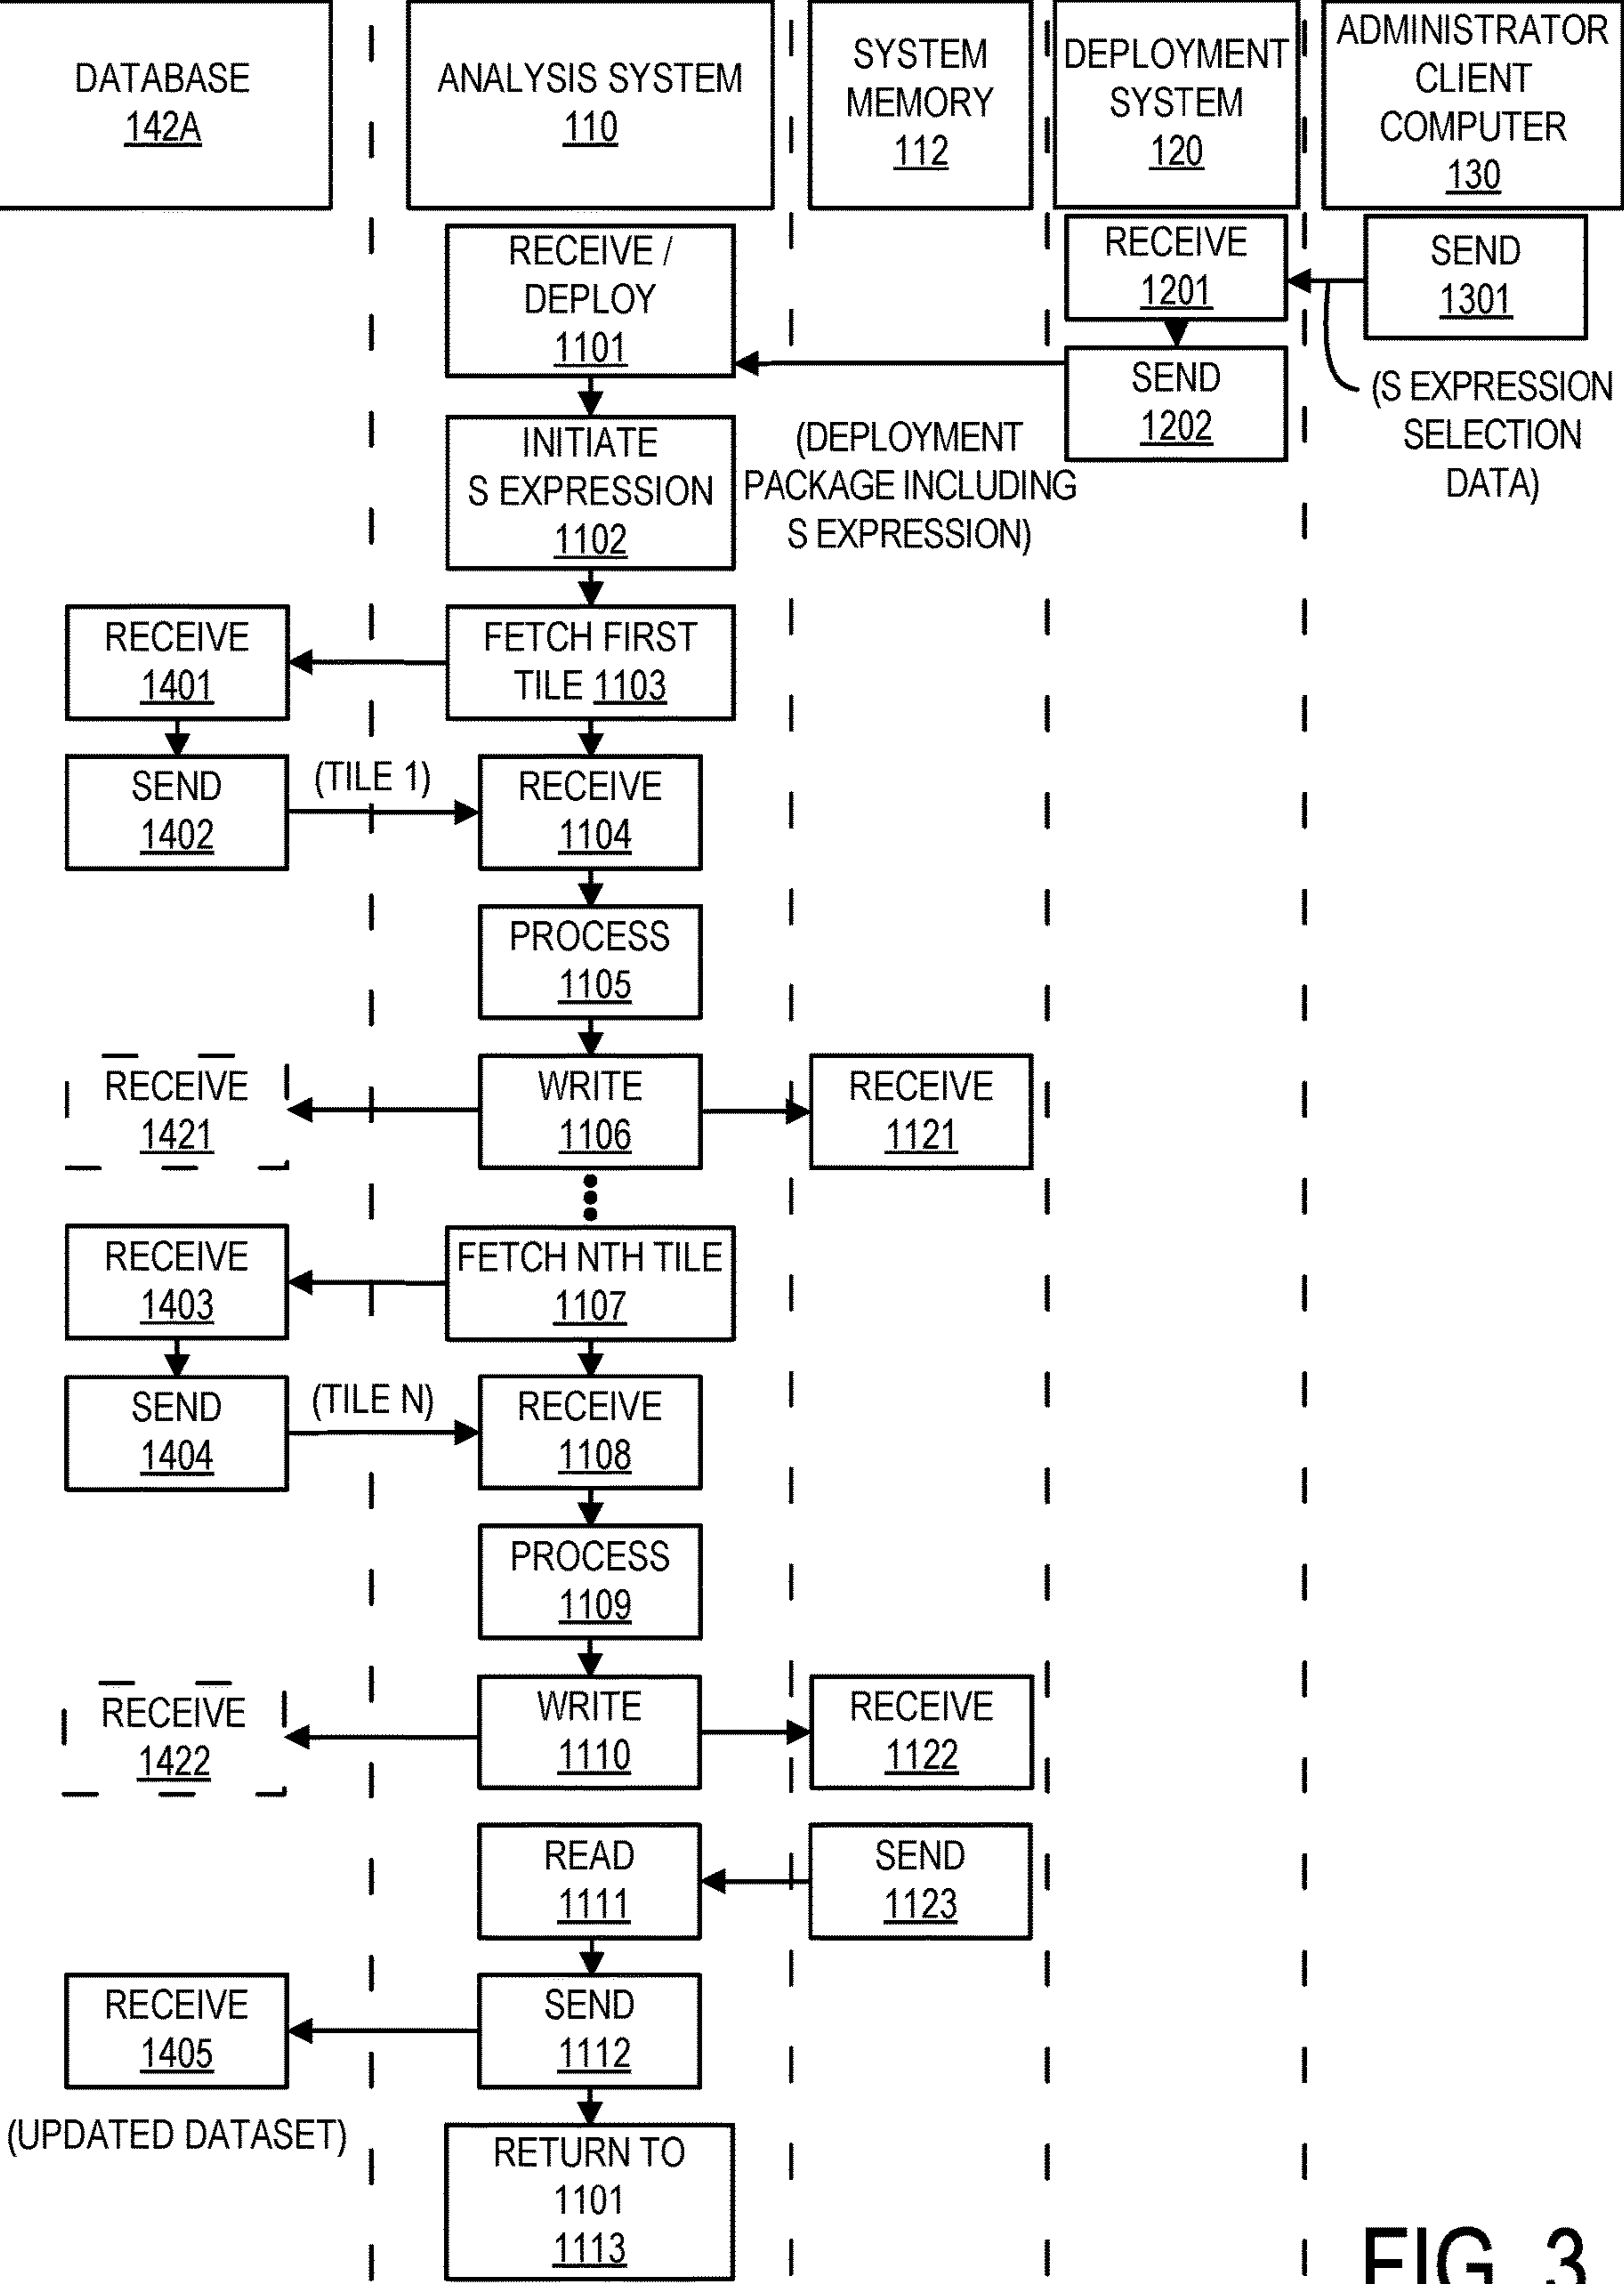 DATABASE
142A
ANALYSIS SYSTEM
110
SYSTEM
MEMORY
112
DEPLOYMENT
SYSTEM
120
ADMINISTRATOR
CLIENT
COMPUTER
130
RECEIVE /
DEPLOY
1101
RECEIVE
1201
SEND
1301
SEND
1202
(S EXPRESSION
SELECTION
DATA)
(DEPLOYMENT
PACKAGE INCLUDING
S EXPRESSION)
INITIATE
S EXPRESSION
1102
RECEIVE
1401
FETCH FIRST
TILE 1103
SEND
1402
(TILE 1)
RECEIVE
1104
PROCESS
1105
RECEIVE
1421
WRITE
1106
RECEIVE
1121
RECEIVE
1403
FETCH NTH TILE
1107
SEND
1404
(TILE N)
RECEIVE
1108
PROCESS
1109
RECEIVE
1422
WRITE
1110
RECEIVE
1122
READ
1111
SEND
1123
RECEIVE
1405
SEND
1112
(UPDATED DATASET)
RETURN TO
1101
1113
FIG. 3